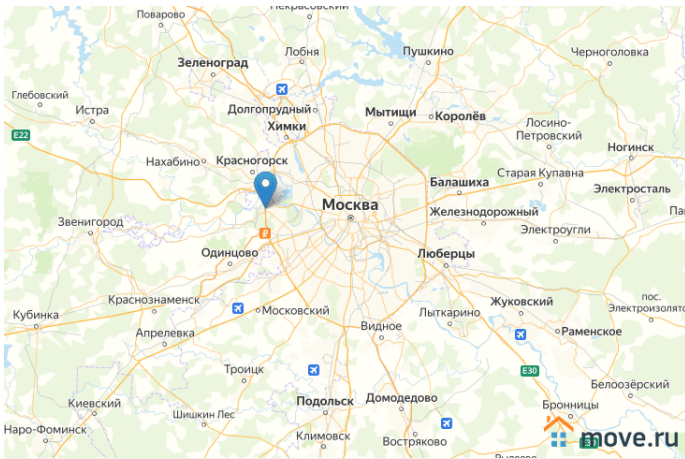 Некрасовский
Поварово
Лобня
Пушкино
Черноголовка
Зеленоград
Глебовский
Истра
Долгопрудный
Мытищи
Королёв
Химки
Лосино-
Петровский
E22
Ногинск
Нахабино
Красногорск
Старая Купавна
Балашиха
Электросталь
Москва
Железнодорожный
Звенигород
Электроугли
Одинцово
Люберцы
Краснознаменск
Московский
Лыткарино
Жуковский
пос.
Электроизолят
Кубинка
Апрелевка
Видное
Раменское
Троицк
E30
Белоозёрский
Киевский
Шишкин Лес
Подольск
Домодедово
Бронницы
Наро-Фоминск
Климовск
Востряково
E30
move.ru